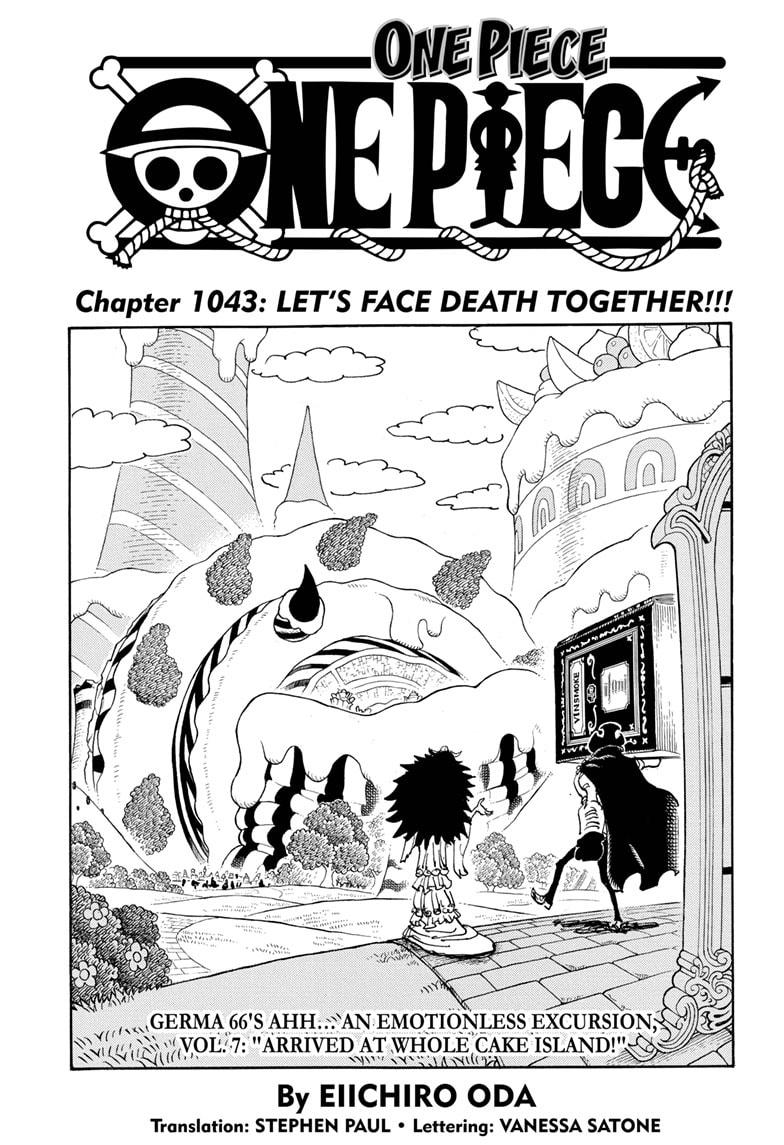 ONE PIECE
ONE PIECE
Chapter 1043: LET'S FACE DEATH TOGETHER!!!
VINSMOKE
GERMA 66'S AHH... AN EMOTIONLESS EXCURSION,
VOL. 7: "ARRIVED AT WHOLE CAKE ISLAND!"
By EIICHIRO ODA
Translation: STEPHEN PAUL • Lettering: VANESSA SATONE